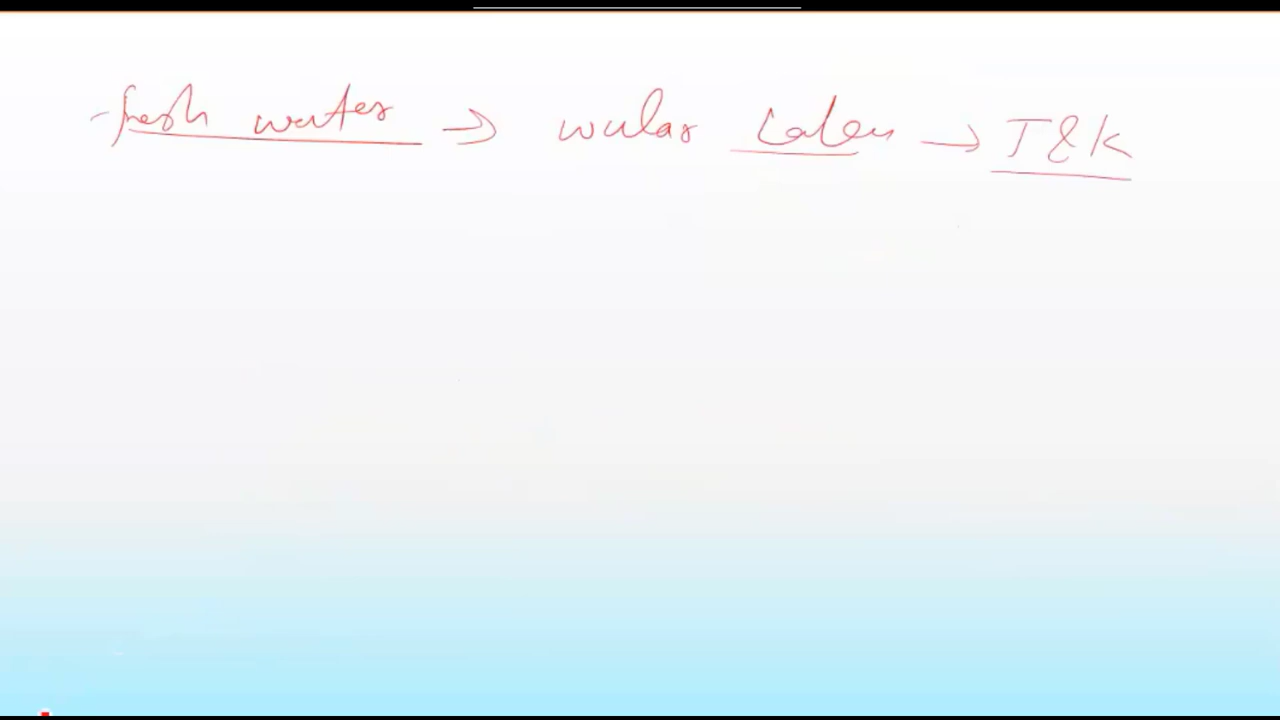 fresh water → wular Lake → J&K